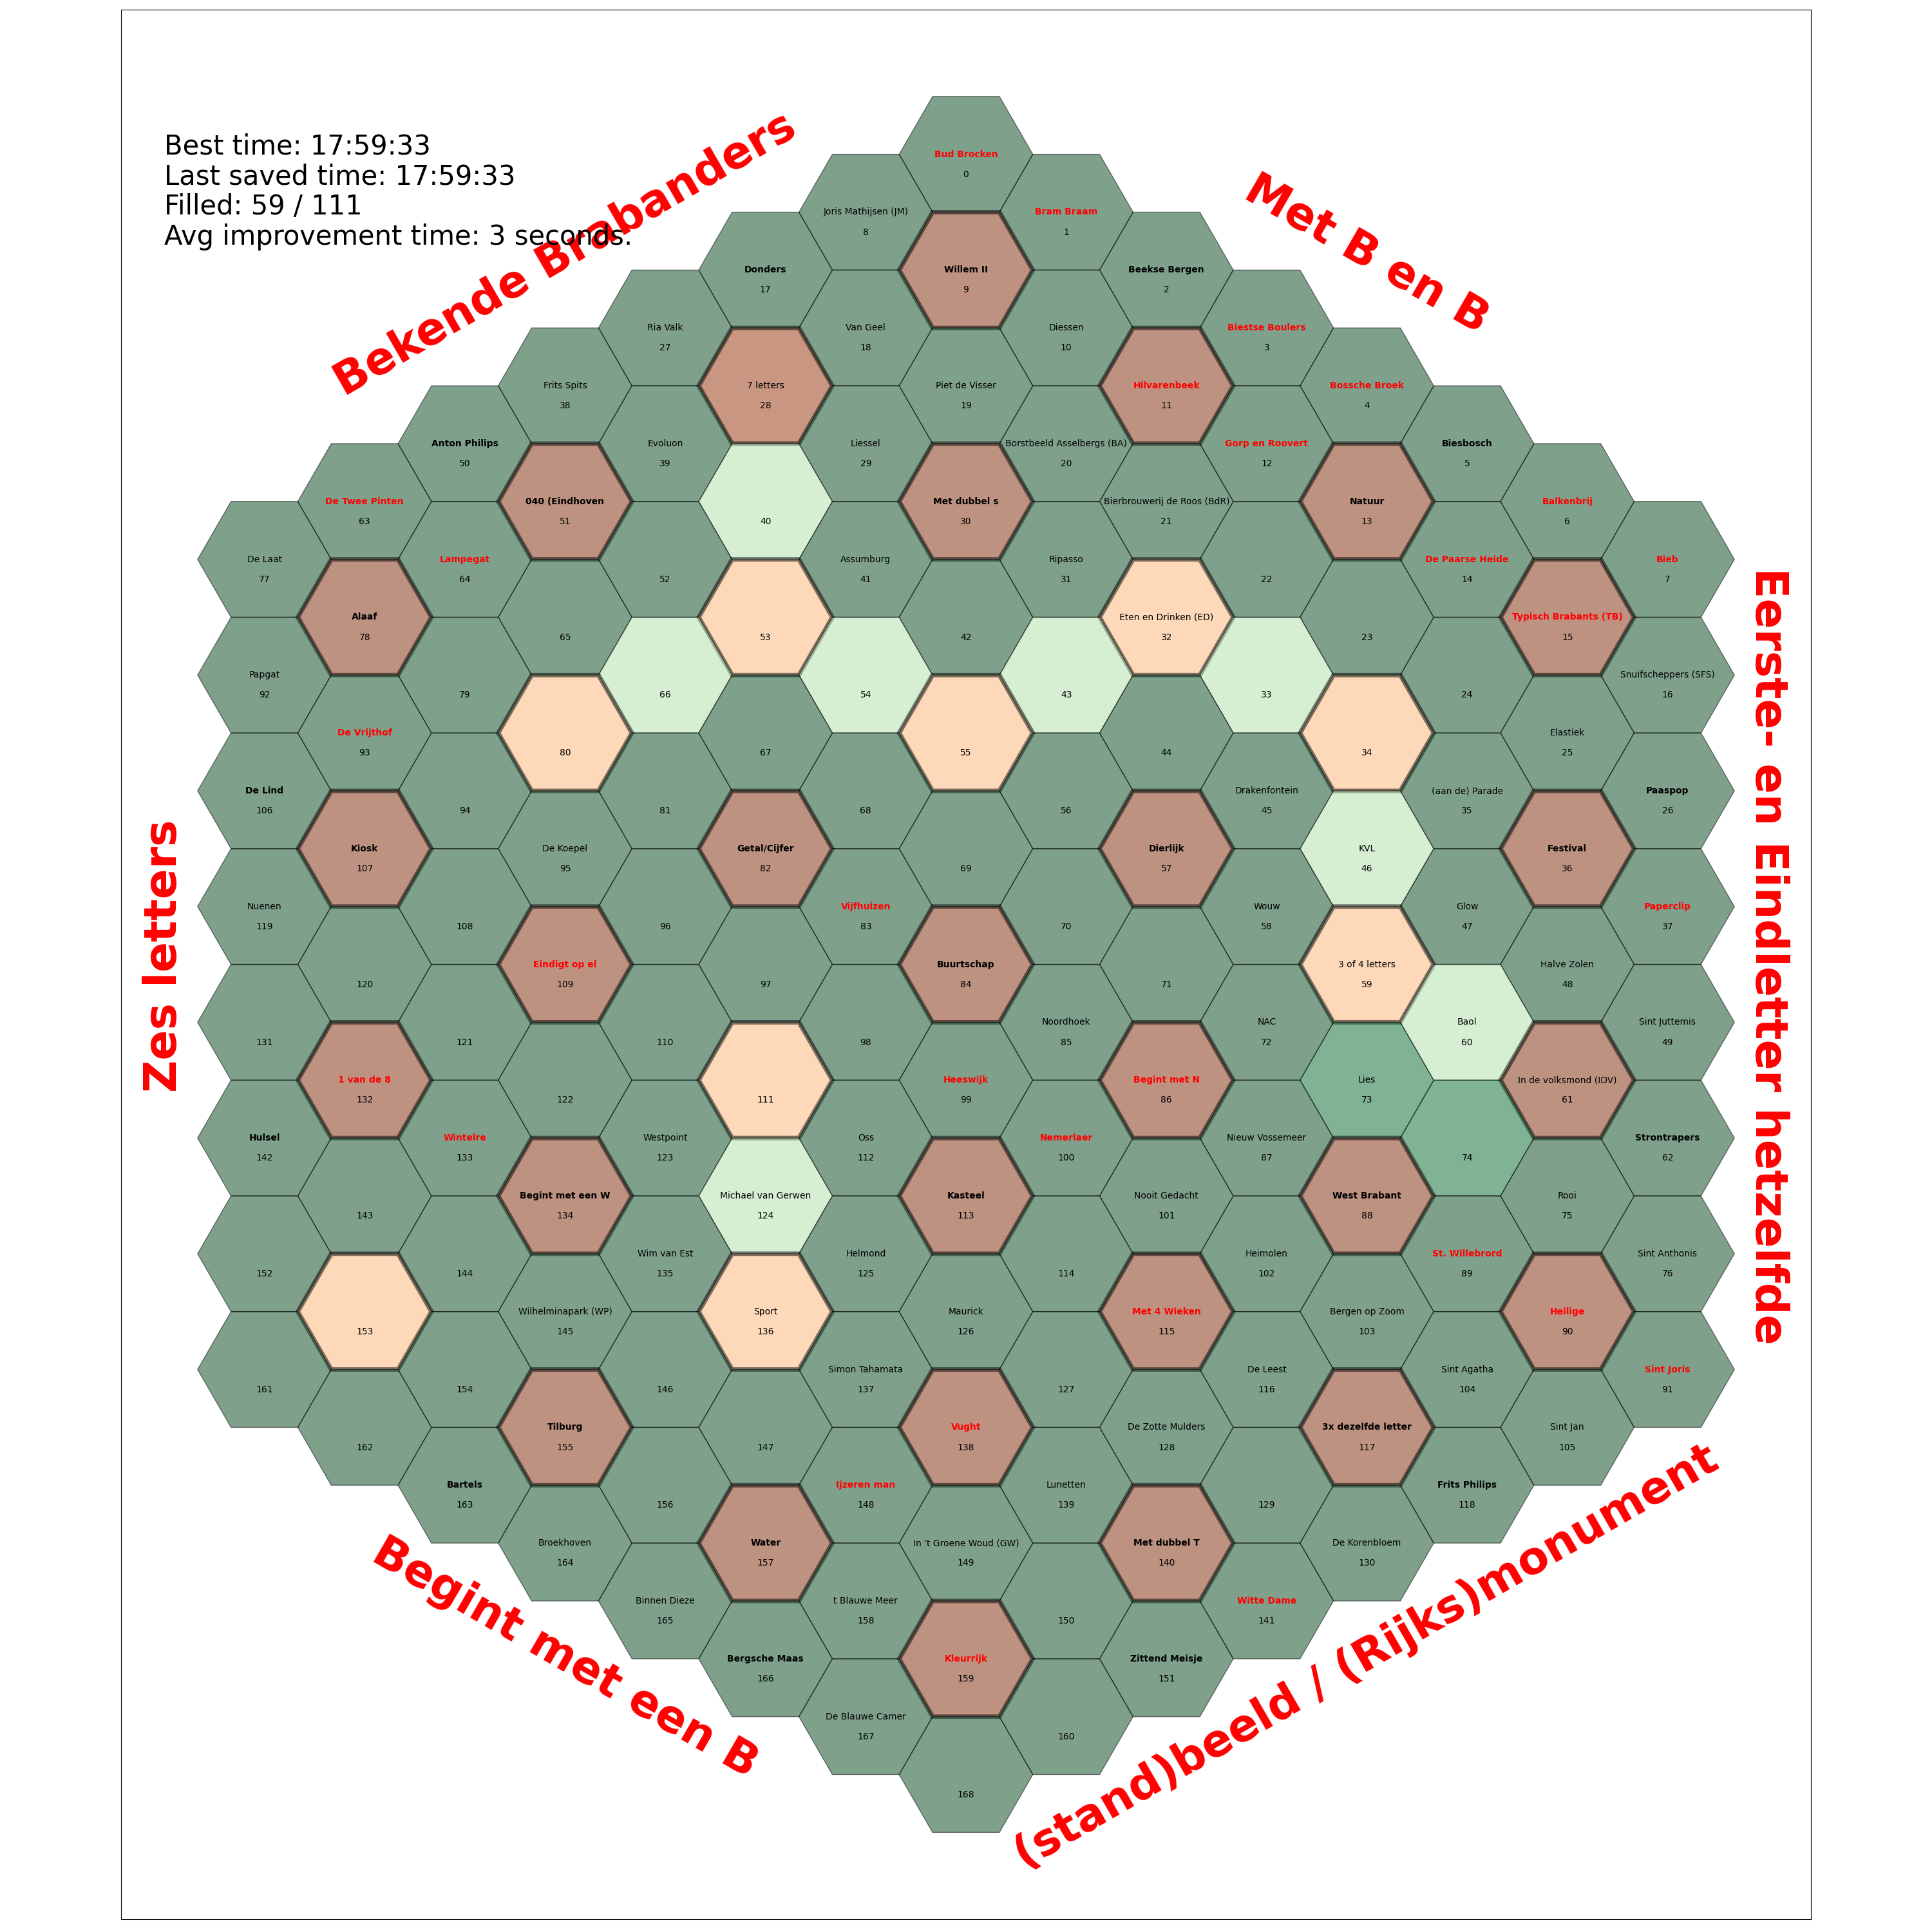 Best time: 17:59:33
Last saved time: 17:59:33
Filled: 59 / 111
Avg improvement time: 3 seconds.
Bekende Brabanders
Met B en B
Eerste- en Eindletter hetzelfde
(stand)beeld / (Rijks)monument
Begint met een B
Zes letters
Bud Brocken
0
Bram Braam
1
Beekse Bergen
2
Biestse Boulers
3
Bossche Broek
4
Biesbosch
5
Balkenbrij
6
Bieb
7
Joris Mathijsen (JM)
8
Willem II
9
Diessen
10
Hilvarenbeek
11
Gorp en Roovert
12
Natuur
13
De Paarse Heide
14
Typisch Brabants (TB)
15
Snuifscheppers (SFS)
16
Donders
17
Van Geel
18
Piet de Visser
19
Borstbeeld Asselbergs (BA)
20
Bierbrouwerij de Roos (BdR)
21
22
23
24
Elastiek
25
Paaspop
26
Ria Valk
27
7 letters
28
Liessel
29
Met dubbel s
30
Ripasso
31
Eten en Drinken (ED)
32
33
34
(aan de) Parade
35
Festival
36
Paperclip
37
Frits Spits
38
Evoluon
39
40
Assumburg
41
42
43
44
Drakenfontein
45
KVL
46
Glow
47
Halve Zolen
48
Sint Juttemis
49
Anton Philips
50
040 (Eindhoven
51
52
53
54
55
56
Dierlijk
57
Wouw
58
3 of 4 letters
59
Baol
60
In de volksmond (IDV)
61
Strontrapers
62
De Twee Pinten
63
Lampegat
64
65
66
67
68
69
70
71
NAC
72
Lies
73
74
Rooi
75
Sint Anthonis
76
De Laat
77
Alaaf
78
79
80
81
Getal/Cijfer
82
Vijfhuizen
83
Buurtschap
84
Noordhoek
85
Begint met N
86
Nieuw Vossemeer
87
West Brabant
88
St. Willebrord
89
Heilige
90
Sint Joris
91
Papgat
92
De Vrijthof
93
94
De Koepel
95
96
97
98
Heeswijk
99
Nemerlaer
100
Nooit Gedacht
101
Heimolen
102
Bergen op Zoom
103
Sint Agatha
104
Sint Jan
105
De Lind
106
Kiosk
107
108
Eindigt op el
109
110
111
Oss
112
Kasteel
113
114
Met 4 Wieken
115
De Leest
116
3x dezelfde letter
117
Frits Philips
118
Nuenen
119
120
121
122
Westpoint
123
Michael van Gerwen
124
Helmond
125
Maurick
126
127
De Zotte Mulders
128
129
De Korenbloem
130
131
1 van de 8
132
Wintelre
133
Begint met een W
134
Wim van Est
135
Sport
136
Simon Tahamata
137
Vught
138
Lunetten
139
Met dubbel T
140
Witte Dame
141
Hulsel
142
143
144
Wilhelminapark (WP)
145
146
147
Ijzeren man
148
In 't Groene Woud (GW)
149
150
Zittend Meisje
151
152
153
154
Tilburg
155
156
Water
157
t Blauwe Meer
158
Kleurrijk
159
160
161
162
Bartels
163
Broekhoven
164
Binnen Dieze
165
Bergsche Maas
166
De Blauwe Camer
167
168